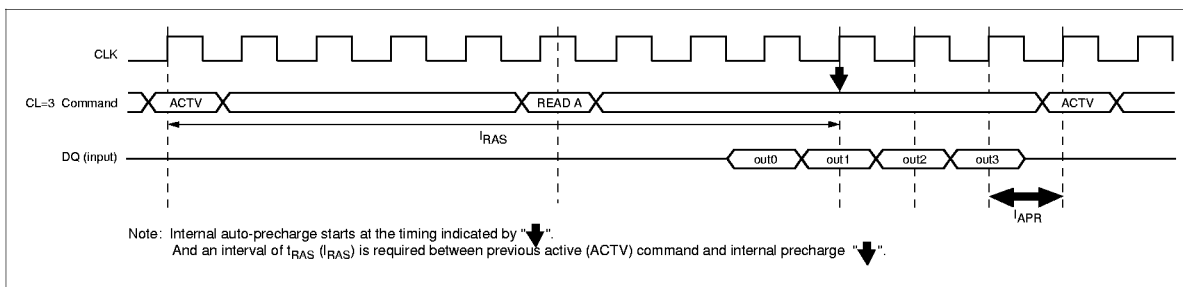 CLK
CL=3 Command ACTV READ A ACTV
lRAS
DQ (input) out0 out1 out2 out3
lAPR
Note: Internal auto-precharge starts at the timing indicated by " ".
And an interval of tRAS (lRAS) is required between previous active (ACTV) command and internal precharge " ".